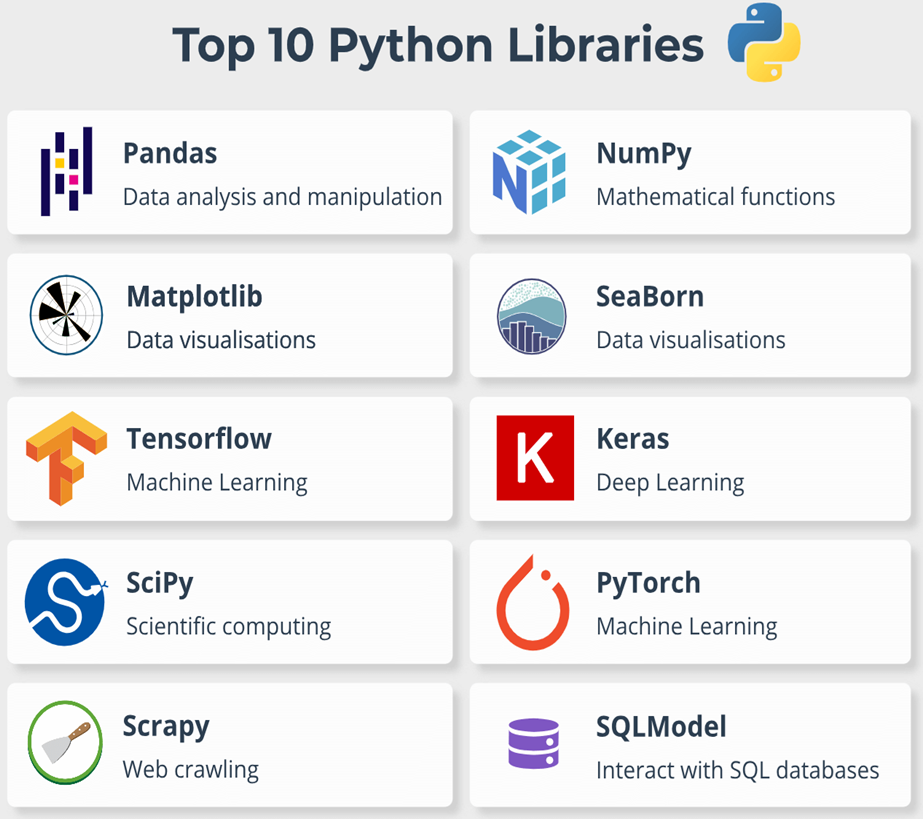 Top 10 Python Libraries
Pandas
Data analysis and manipulation
NumPy
Mathematical functions
Matplotlib
Data visualisations
SeaBorn
Data visualisations
Tensorflow
Machine Learning
K
Keras
Deep Learning
SciPy
Scientific computing
PyTorch
Machine Learning
Scrapy
Web crawling
SQLModel
Interact with SQL databases